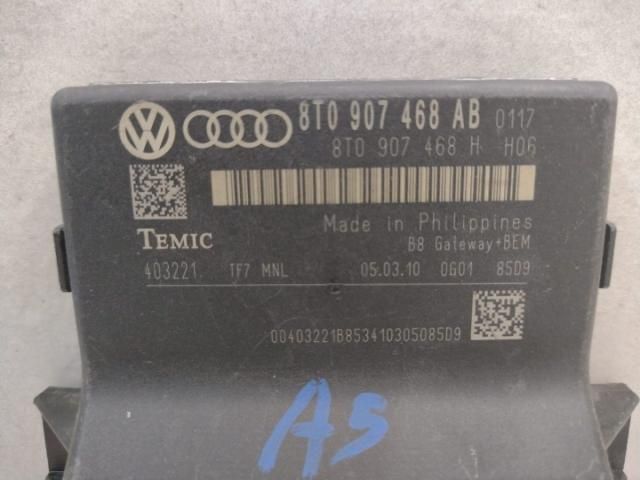 8T0 907 468 AB 0117
8T0 907 468 H H06
Made in Philippines
TEMIC
B8 Gateway+BEM
403221 TF7 MNL 05.03.10 0G01 85D9
00403221B853410305085D9
A5